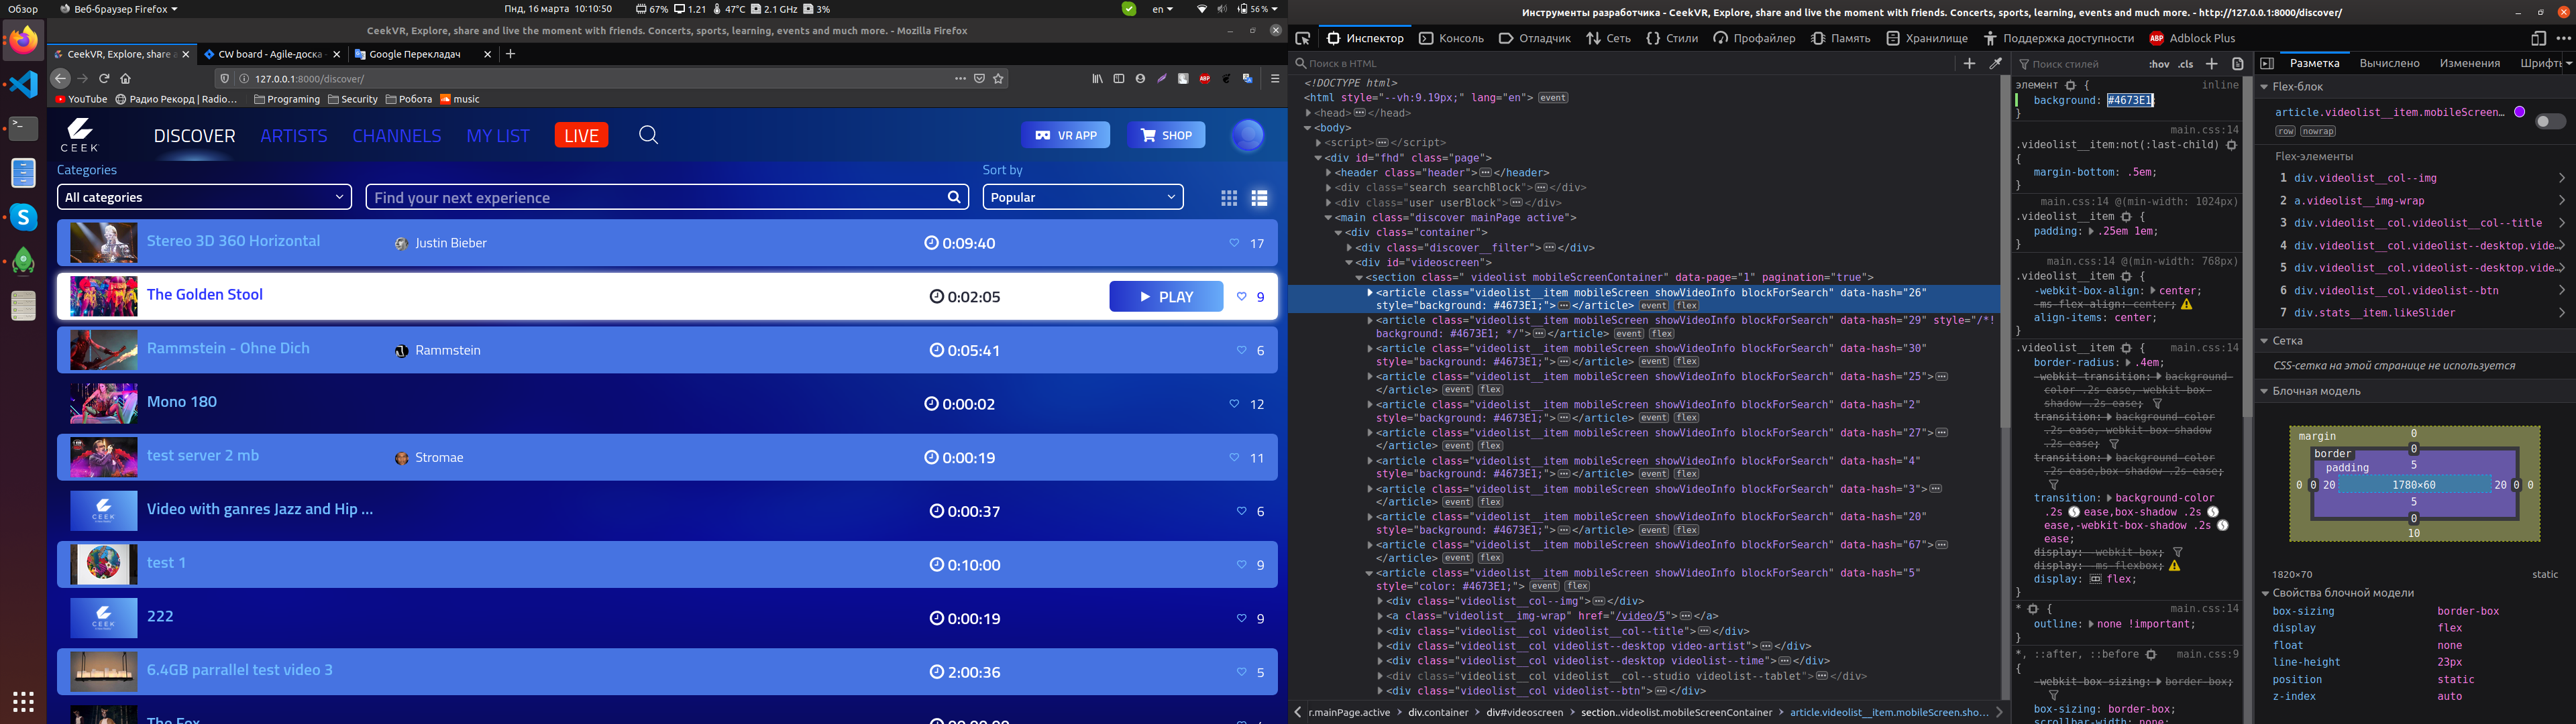 Обзор
Веб-браузер Firefox
Пнд, 16 марта 10:10:50
67%
1.21
47°C
2.1 GHz
3%
en
56 %
CeekVR, Explore, share and live the moment with friends. Concerts, sports, learning, events and much more. - Mozilla Firefox
CeekVR, Explore, share a
CW board - Agile-доска -
Google Перекладач
127.0.0.1:8000/discover/
YouTube
Радио Рекорд | Radio…
Programing
Security
Робота
music
CEEK
DISCOVER
ARTISTS
CHANNELS
MY LIST
LIVE
VR APP
SHOP
Categories
Sort by
All categories
Find your next experience
Popular
Stereo 3D 360 Horizontal
Justin Bieber
0:09:40
17
The Golden Stool
0:02:05
PLAY
9
Rammstein - Ohne Dich
Rammstein
0:05:41
6
Mono 180
0:00:02
12
test server 2 mb
Stromae
0:00:19
11
CEEK
Video with ganres Jazz and Hip ...
0:00:37
6
test 1
0:10:00
9
CEEK
222
0:00:19
9
6.4GB parrallel test video 3
2:00:36
5
The Fox
Инструменты разработчика - CeekVR, Explore, share and live the moment with friends. Concerts, sports, learning, events and much more. - http://127.0.0.1:8000/discover/
Инспектор
Консоль
Отладчик
Сеть
Стили
Профайлер
Память
Хранилище
Поддержка доступности
Adblock Plus
Поиск в HTML
<!DOCTYPE html>
<html style="--vh:9.19px;" lang="en"> event
<head></head>
<body>
<script></script>
<div id="fhd" class="page">
<header class="header"></header>
<div class="search searchBlock"></div>
<div class="user userBlock"></div>
<main class="discover mainPage active">
<div class="container">
<div class="discover__filter"></div>
<div id="videoscreen">
<section class=" videolist mobileScreenContainer" data-page="1" pagination="true">
<article class="videolist__item mobileScreen showVideoInfo blockForSearch" data-hash="26"
style="background: #4673E1;"></article> event flex
<article class="videolist__item mobileScreen showVideoInfo blockForSearch" data-hash="29" style="/*!
background: #4673E1; */"></article> event flex
<article class="videolist__item mobileScreen showVideoInfo blockForSearch" data-hash="30"
style="background: #4673E1;"></article> event flex
<article class="videolist__item mobileScreen showVideoInfo blockForSearch" data-hash="25">
</article> event flex
<article class="videolist__item mobileScreen showVideoInfo blockForSearch" data-hash="2"
style="background: #4673E1;"></article> event flex
<article class="videolist__item mobileScreen showVideoInfo blockForSearch" data-hash="27">
</article> event flex
<article class="videolist__item mobileScreen showVideoInfo blockForSearch" data-hash="4"
style="background: #4673E1;"></article> event flex
<article class="videolist__item mobileScreen showVideoInfo blockForSearch" data-hash="3">
</article> event flex
<article class="videolist__item mobileScreen showVideoInfo blockForSearch" data-hash="20"
style="background: #4673E1;"></article> event flex
<article class="videolist__item mobileScreen showVideoInfo blockForSearch" data-hash="67">
</article> event flex
<article class="videolist__item mobileScreen showVideoInfo blockForSearch" data-hash="5"
style="color: #4673E1;"> event flex
<div class="videolist__col--img"></div>
<a class="videolist__img-wrap" href="/video/5"></a>
<div class="videolist__col videolist__col--title"></div>
<div class="videolist__col videolist--desktop video-artist"></div>
<div class="videolist__col videolist--desktop videolist--time"></div>
<div class="videolist__col videolist__col--studio videolist--tablet"></div>
<div class="videolist__col videolist--btn"></div>
r.mainPage.active
div.container
div#videoscreen
section..videolist.mobileScreenContainer
article.videolist__item.mobileScreen.sho…
Поиск стилей
:hov
.cls
элемент {
inline
background: #4673E1;
}
main.css:14
.videolist__item:not(:last-child)
{
margin-bottom: .5em;
}
main.css:14 @(min-width: 1024px)
.videolist__item {
padding: .25em 1em;
}
main.css:14 @(min-width: 768px)
.videolist__item {
-webkit-box-align: center;
-ms-flex-align: center;
align-items: center;
}
.videolist__item {
main.css:14
border-radius: .4em;
-webkit-transition: background-
color .2s ease,-webkit-box-
shadow .2s ease;
transition: background-color
.2s ease,-webkit-box-shadow
.2s ease;
transition: background-color
.2s ease,box-shadow .2s ease;
transition: background-color
.2s ease,box-shadow .2s
ease,-webkit-box-shadow .2s
ease;
display: -webkit-box;
display: -ms-flexbox;
display: flex;
}
* {
main.css:14
outline: none !important;
}
*, ::after, ::before
main.css:9
{
-webkit-box-sizing: border-box;
box-sizing: border-box;
scrollbar-width: none;
Разметка
Вычислено
Изменения
Шрифты
Flex-блок
article.videolist__item.mobileScreen…
row
nowrap
Flex-элементы
1 div.videolist__col--img
2 a.videolist__img-wrap
3 div.videolist__col.videolist__col--title
4 div.videolist__col.videolist--desktop.vide…
5 div.videolist__col.videolist--desktop.vide…
6 div.videolist__col.videolist--btn
7 div.stats__item.likeSlider
Сетка
CSS-сетка на этой странице не используется
Блочная модель
margin
0
border
0
padding
5
0 0 20 1780×60 20 0 0
5
0
10
1820×70
static
Свойства блочной модели
box-sizing
border-box
display
flex
float
none
line-height
23px
position
static
z-index
auto